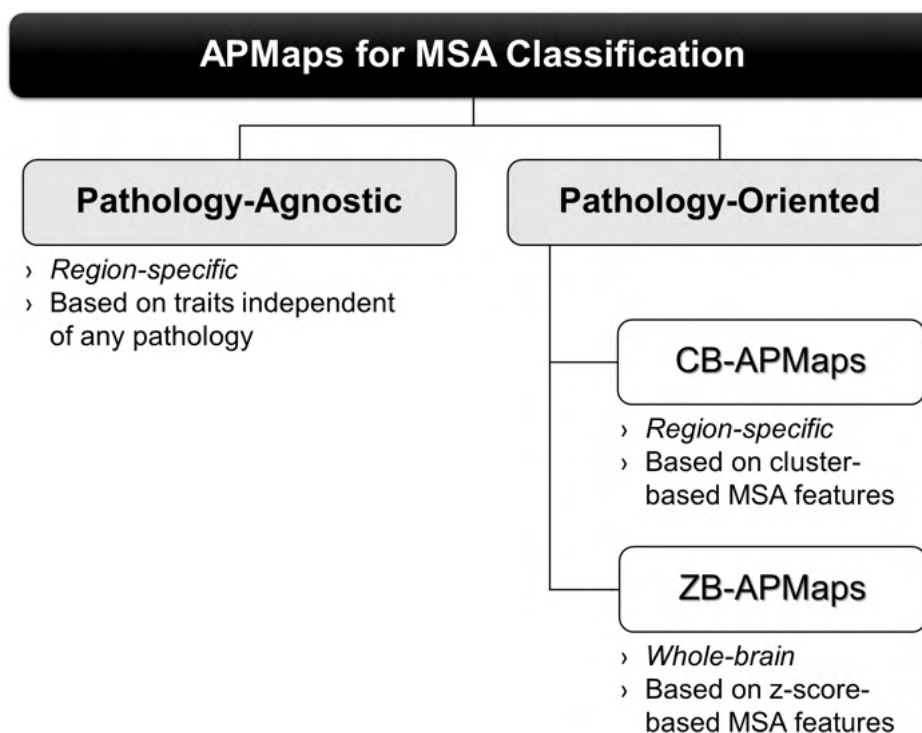 APMaps for MSA Classification
Pathology-Agnostic
› Region-specific
› Based on traits independent
of any pathology
Pathology-Oriented
CB-APMaps
› Region-specific
› Based on cluster-
based MSA features
ZB-APMaps
› Whole-brain
› Based on z-score-
based MSA features